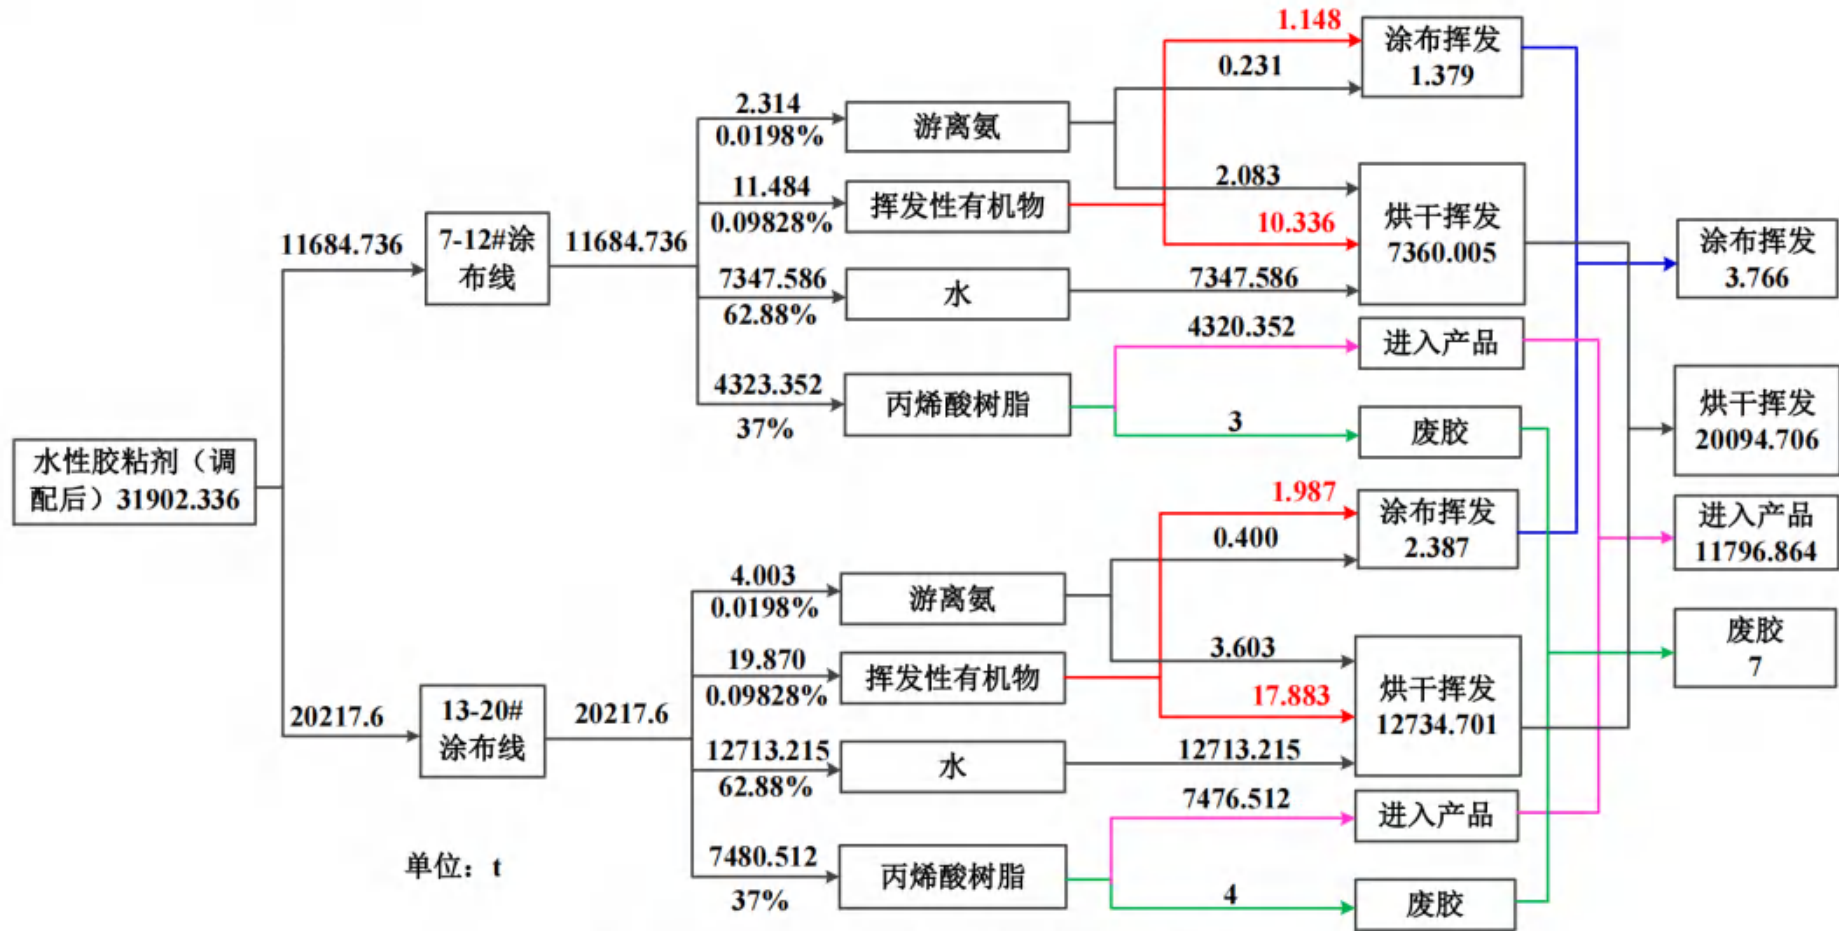 水性胶粘剂（调
配后）31902.336
11684.736
7-12#涂
布线
11684.736
2.314
0.0198%
游离氨
11.484
0.09828%
挥发性有机物
7347.586
62.88%
水
4323.352
37%
丙烯酸树脂
1.148
0.231
涂布挥发
1.379
2.083
10.336
7347.586
烘干挥发
7360.005
4320.352
进入产品
3
废胶
20217.6
13-20#
涂布线
20217.6
4.003
0.0198%
游离氨
19.870
0.09828%
挥发性有机物
12713.215
62.88%
水
7480.512
37%
丙烯酸树脂
1.987
0.400
涂布挥发
2.387
3.603
17.883
12713.215
烘干挥发
12734.701
7476.512
进入产品
4
废胶
涂布挥发
3.766
烘干挥发
20094.706
进入产品
11796.864
废胶
7
单位：t